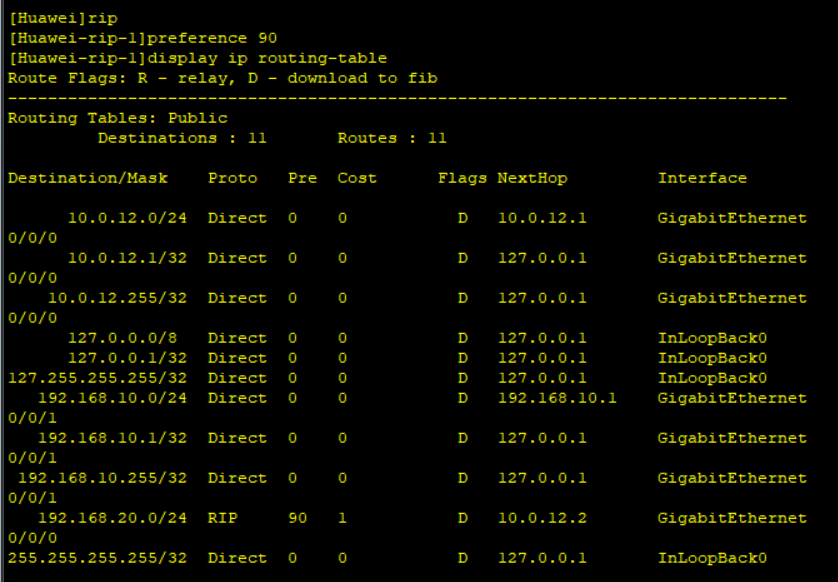 [Huawei]rip
[Huawei-rip-1]preference 90
[Huawei-rip-1]display ip routing-table
Route Flags: R - relay, D - download to fib
------------------------------------------------------------------------------
Routing Tables: Public
         Destinations : 11       Routes : 11

Destination/Mask    Proto   Pre  Cost      Flags NextHop         Interface

      10.0.12.0/24  Direct  0    0           D   10.0.12.1       GigabitEthernet
0/0/0
      10.0.12.1/32  Direct  0    0           D   127.0.0.1       GigabitEthernet
0/0/0
    10.0.12.255/32  Direct  0    0           D   127.0.0.1       GigabitEthernet
0/0/0
      127.0.0.0/8   Direct  0    0           D   127.0.0.1       InLoopBack0
      127.0.0.1/32  Direct  0    0           D   127.0.0.1       InLoopBack0
127.255.255.255/32  Direct  0    0           D   127.0.0.1       InLoopBack0
   192.168.10.0/24  Direct  0    0           D   192.168.10.1    GigabitEthernet
0/0/1
   192.168.10.1/32  Direct  0    0           D   127.0.0.1       GigabitEthernet
0/0/1
 192.168.10.255/32  Direct  0    0           D   127.0.0.1       GigabitEthernet
0/0/1
   192.168.20.0/24  RIP     90   1           D   10.0.12.2       GigabitEthernet
0/0/0
255.255.255.255/32  Direct  0    0           D   127.0.0.1       InLoopBack0